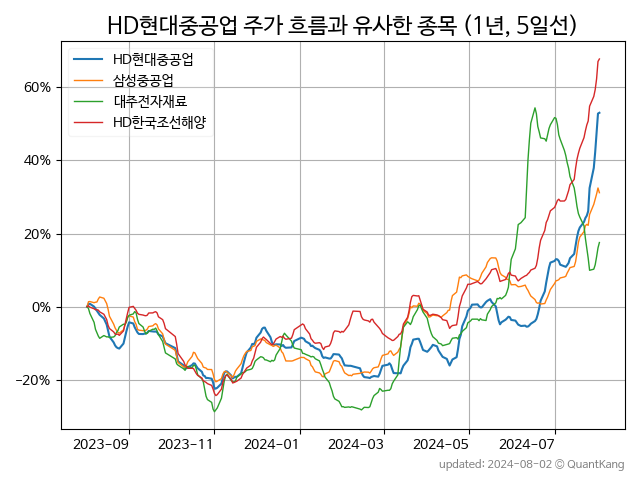 HD현대중공업 주가 흐름과 유사한 종목 (1년, 5일선)
HD현대중공업
삼성중공업
대주전자재료
HD한국조선해양
60%
40%
20%
0%
−20%
2023−09
2023−11
2024−01
2024−03
2024−05
2024−07
updated: 2024-08-02 © QuantKang